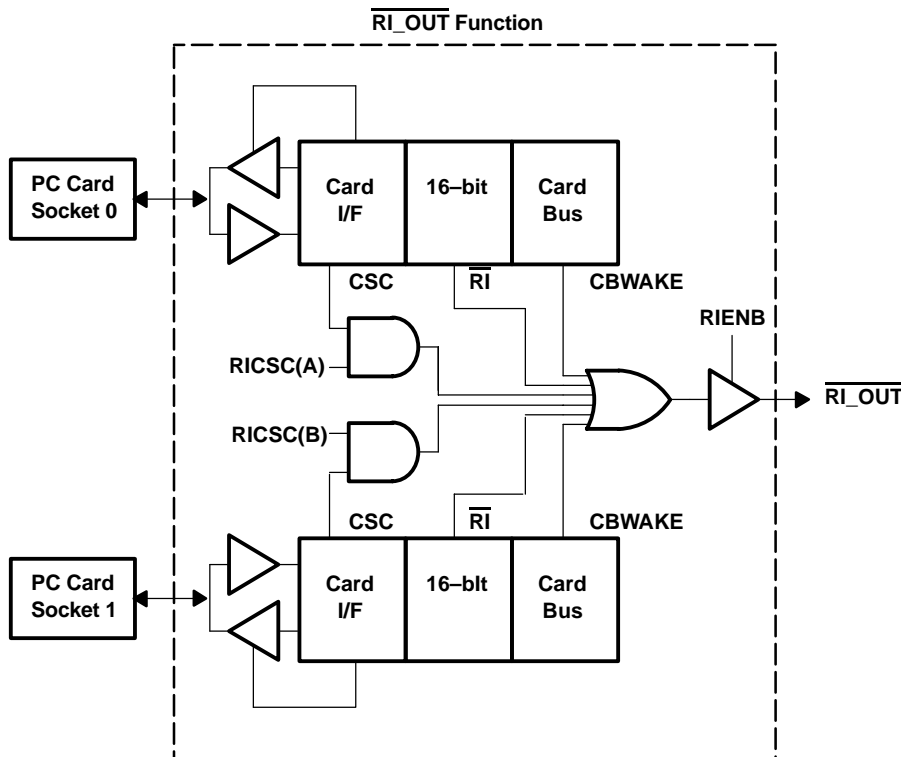 RI_OUT Function
PC Card
Socket 0
Card
I/F
16–bit
Card
Bus
CSC
RI
CBWAKE
RICSC(A)
RIENB
RI_OUT
RICSC(B)
CSC
RI
CBWAKE
PC Card
Socket 1
Card
I/F
16–bIt
Card
Bus